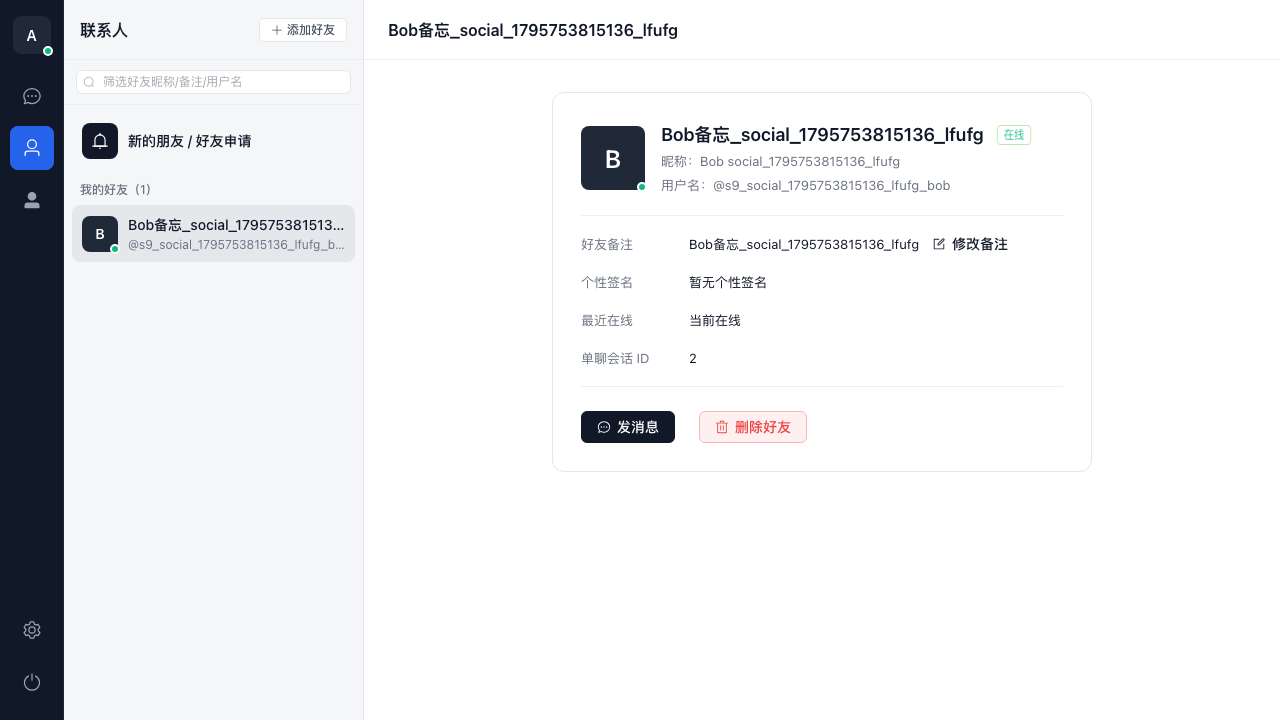 A
联系人
添加好友
筛选好友昵称/备注/用户名
新的朋友 / 好友申请
我的好友（1）
B
Bob备忘_social_179575381513...
@s9_social_1795753815136_lfufg_b...
Bob备忘_social_1795753815136_lfufg
B
Bob备忘_social_1795753815136_lfufg 在线
昵称：Bob social_1795753815136_lfufg
用户名：@s9_social_1795753815136_lfufg_bob
好友备注 Bob备忘_social_1795753815136_lfufg 修改备注
个性签名 暂无个性签名
最近在线 当前在线
单聊会话 ID 2
发消息 删除好友